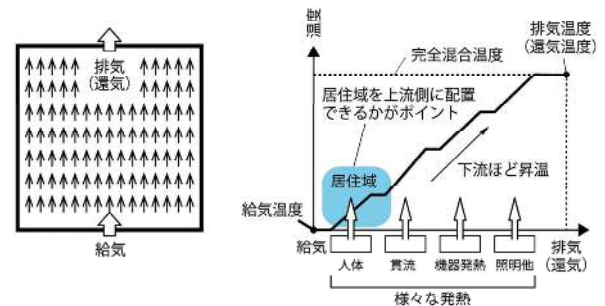 排気
(還気)
給気
温度
完全混合温度
排気温度
(還気温度)
居住域を上流側に配置
できるかがポイント
居住域
下流ほど昇温
給気温度
給気
人体
貫流
機器発熱
照明他
排気
(還気)
様々な発熱